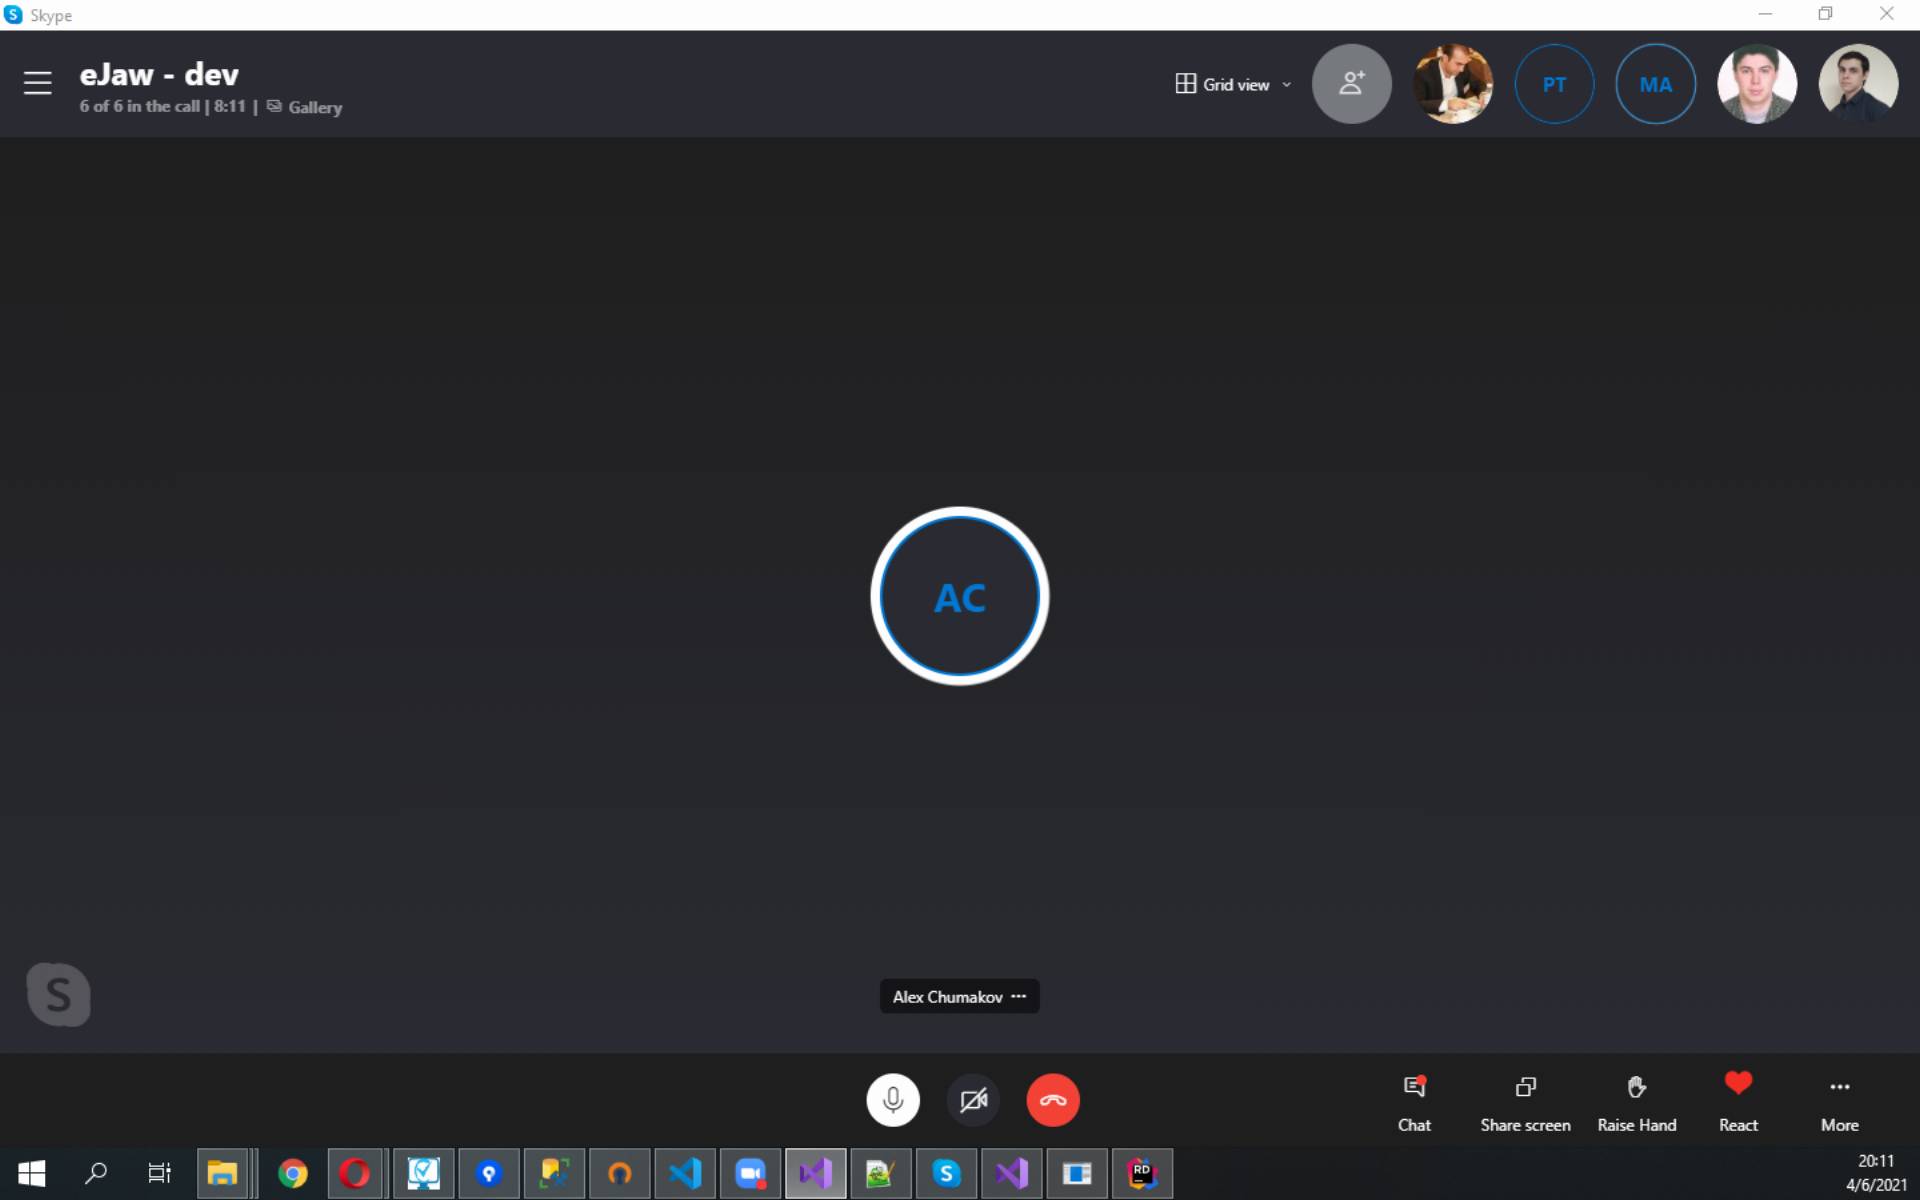 Skype
eJaw - dev
6 of 6 in the call | 8:11 | Gallery
Grid view
PT
MA
AC
S
Alex Chumakov ···
Chat
Share screen
Raise Hand
React
More
RD
20:11
4/6/2021